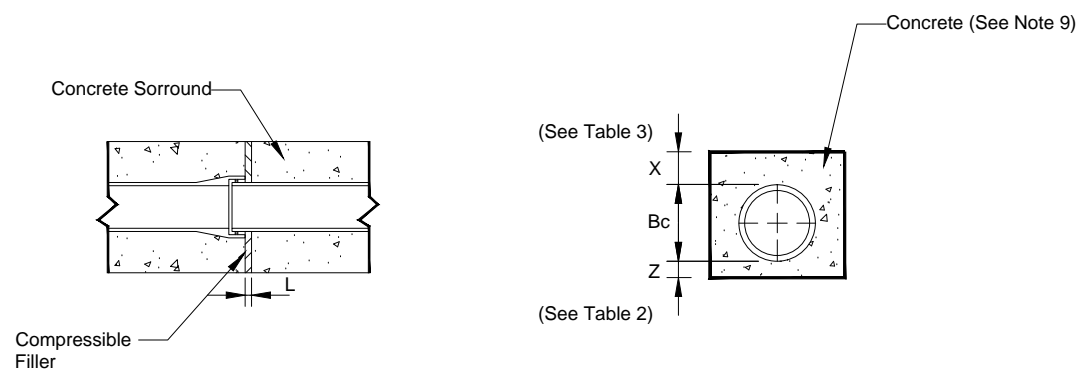 Concrete (See Note 9)
Concrete Sorround
(See Table 3)
X
Bc
Z
L
(See Table 2)
Compressible
Filler